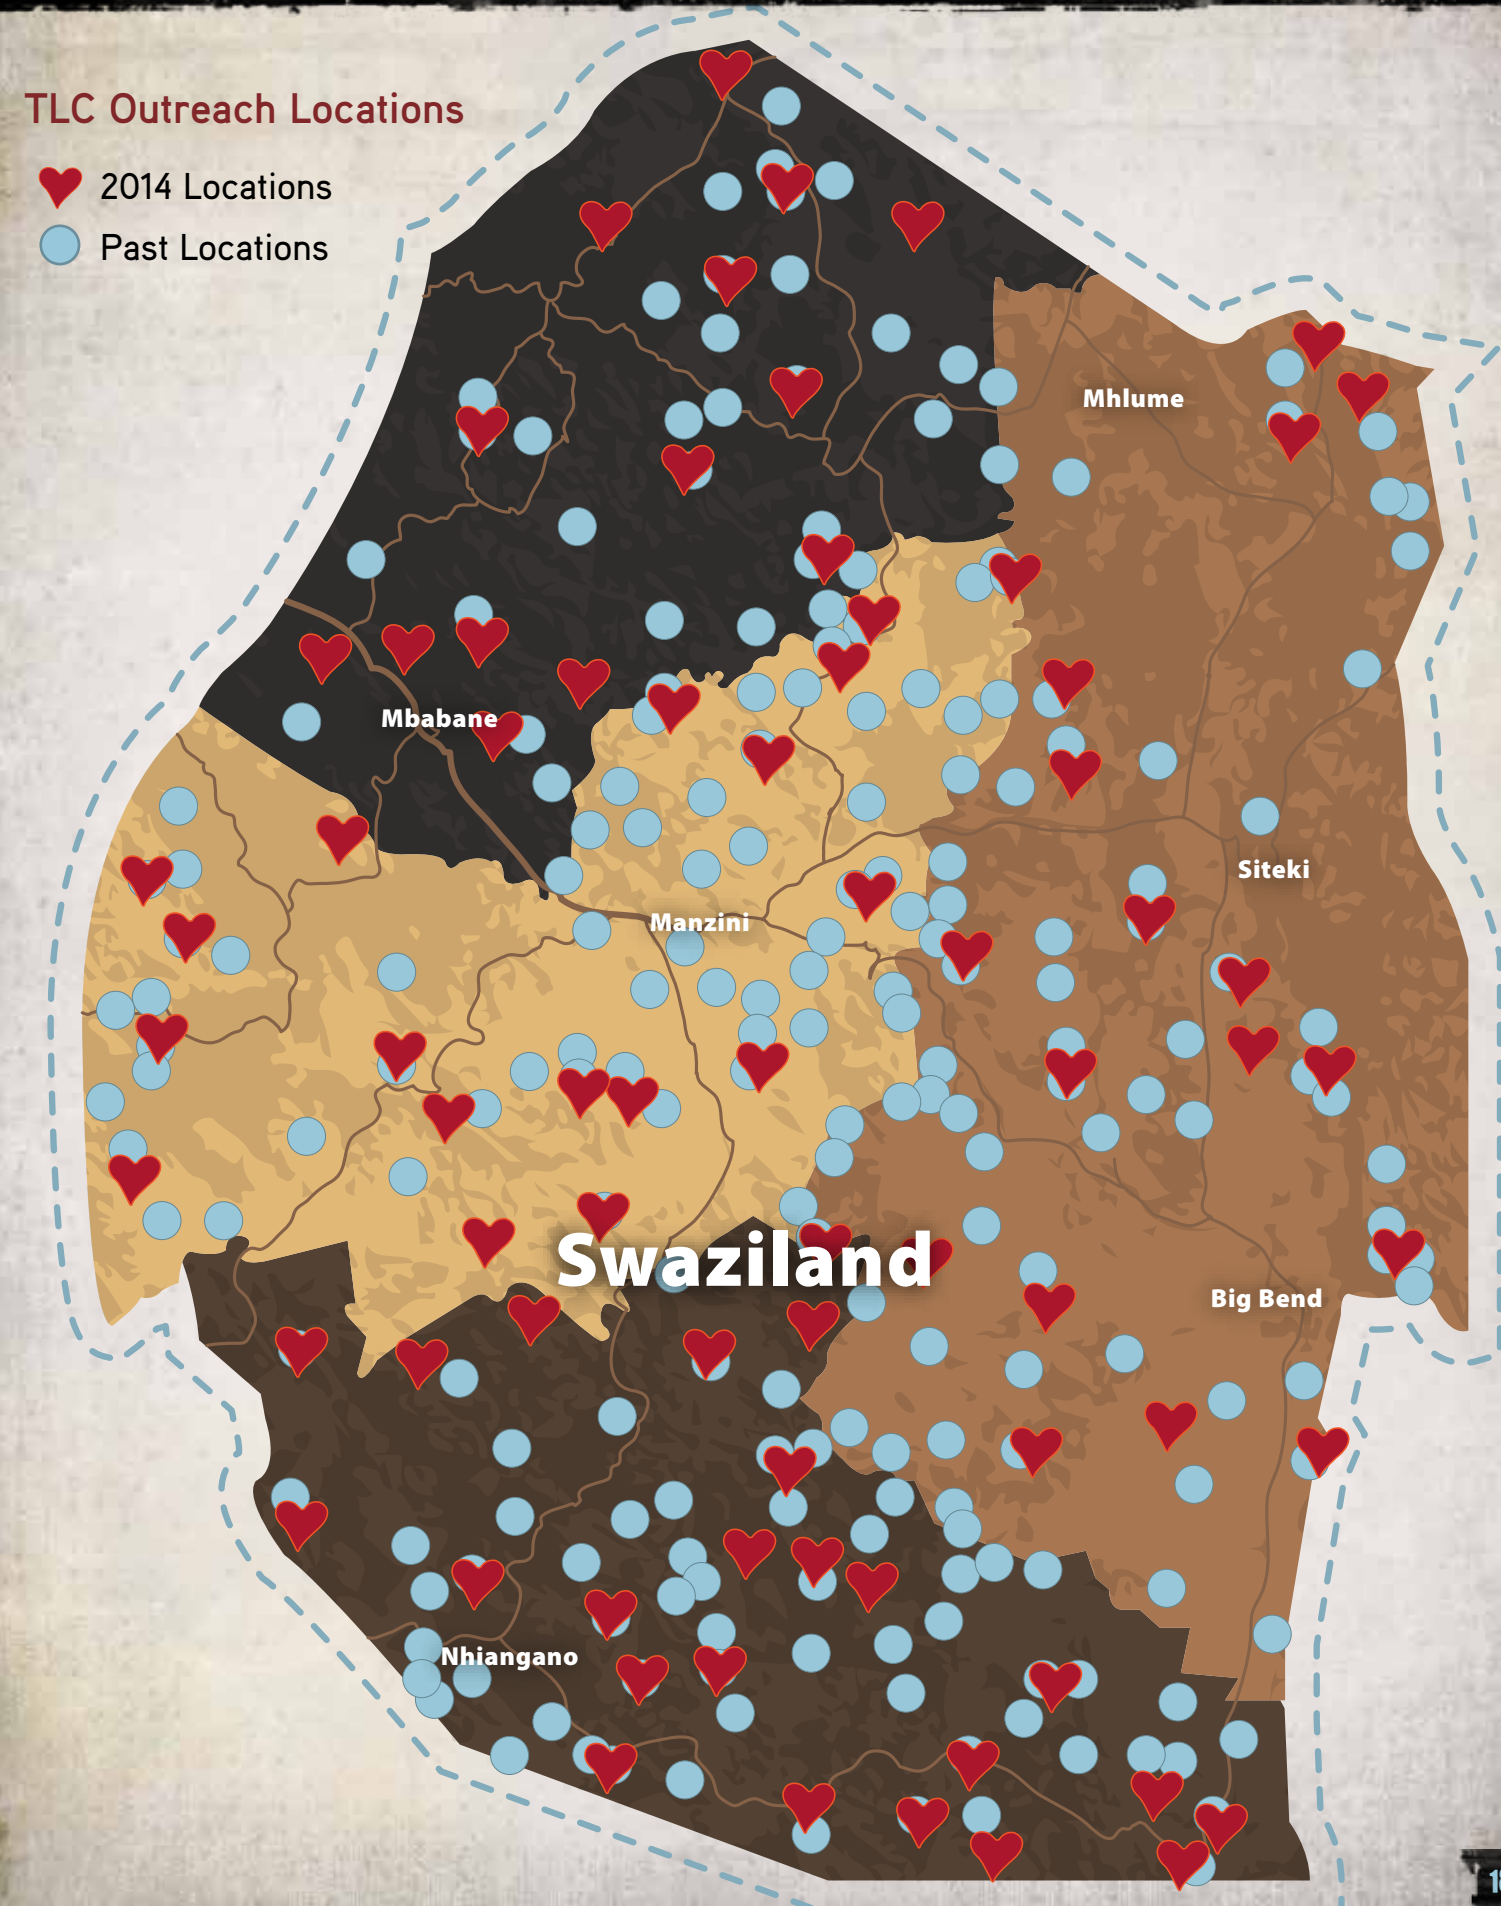 TLC Outreach Locations
2014 Locations
Past Locations
Mhlume
Mbabane
Siteki
Manzini
Swaziland
Big Bend
Nhiangano